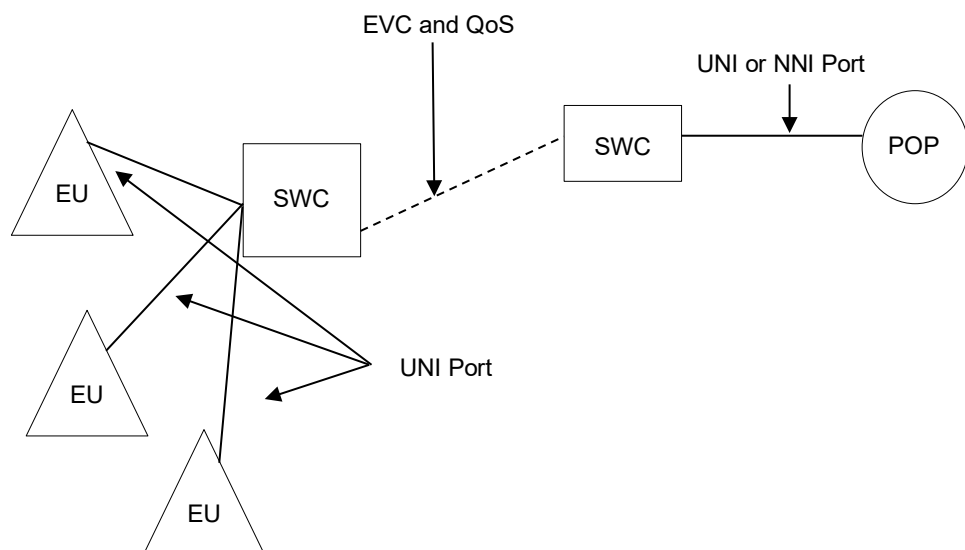 EVC and QoS
UNI or NNI Port
SWC
POP
EU
SWC
UNI Port
EU
EU